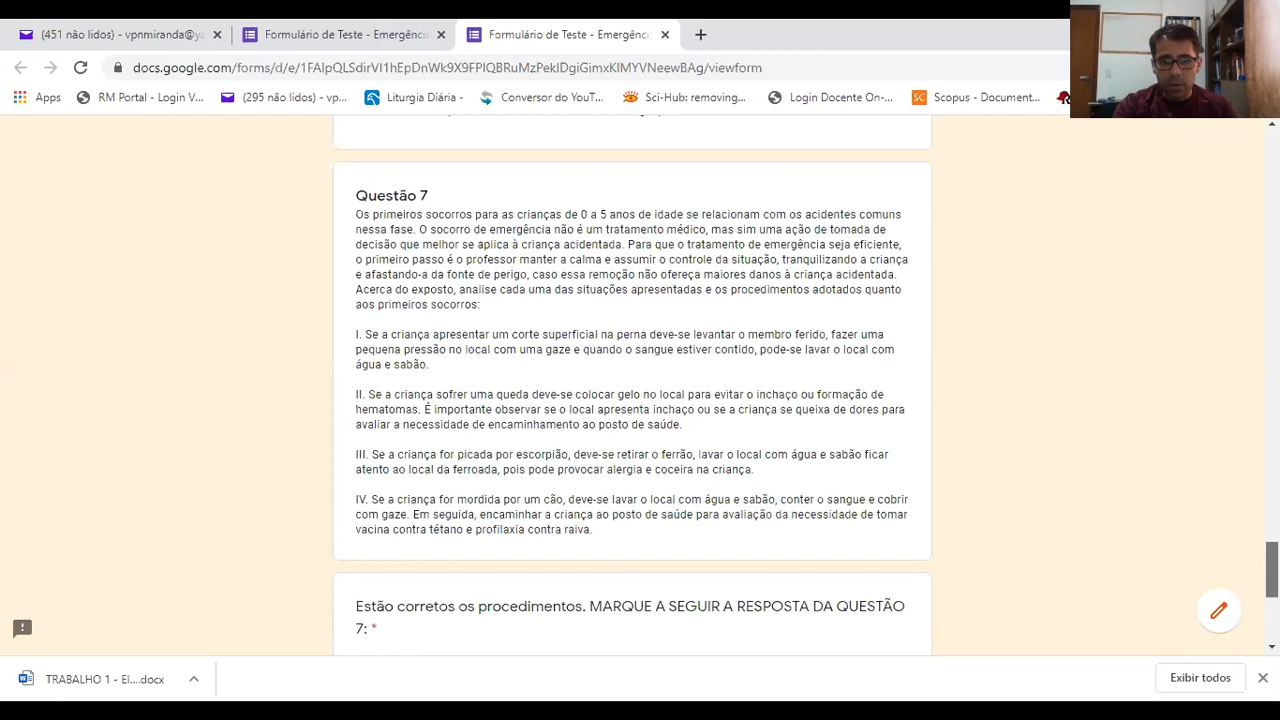 (451 não lidos) - vpnmiranda@y
Formulário de Teste - Emergênci
Formulário de Teste - Emergênci
docs.google.com/forms/d/e/1FAIpQLSdirVI1hEpDnWk9X9FPIQBRuMzPekIDgiGimxKlMYVNeewBAg/viewform
Apps
RM Portal - Login V...
(295 não lidos) - vp...
Liturgia Diária -
Conversor do YouT...
Sci-Hub: removing...
Login Docente On-...
Scopus - Document...
Questão 7
Os primeiros socorros para as crianças de 0 a 5 anos de idade se relacionam com os acidentes comuns
nessa fase. O socorro de emergência não é um tratamento médico, mas sim uma ação de tomada de
decisão que melhor se aplica à criança acidentada. Para que o tratamento de emergência seja eficiente,
o primeiro passo é o professor manter a calma e assumir o controle da situação, tranquilizando a criança
e afastando-a da fonte de perigo, caso essa remoção não ofereça maiores danos à criança acidentada.
Acerca do exposto, analise cada uma das situações apresentadas e os procedimentos adotados quanto
aos primeiros socorros:
I. Se a criança apresentar um corte superficial na perna deve-se levantar o membro ferido, fazer uma
pequena pressão no local com uma gaze e quando o sangue estiver contido, pode-se lavar o local com
água e sabão.
II. Se a criança sofrer uma queda deve-se colocar gelo no local para evitar o inchaço ou formação de
hematomas. É importante observar se o local apresenta inchaço ou se a criança se queixa de dores para
avaliar a necessidade de encaminhamento ao posto de saúde.
III. Se a criança for picada por escorpião, deve-se retirar o ferrão, lavar o local com água e sabão ficar
atento ao local da ferroada, pois pode provocar alergia e coceira na criança.
IV. Se a criança for mordida por um cão, deve-se lavar o local com água e sabão, conter o sangue e cobrir
com gaze. Em seguida, encaminhar a criança ao posto de saúde para avaliação da necessidade de tomar
vacina contra tétano e profilaxia contra raiva.
Estão corretos os procedimentos. MARQUE A SEGUIR A RESPOSTA DA QUESTÃO
7: *
TRABALHO 1 - El....docx
Exibir todos